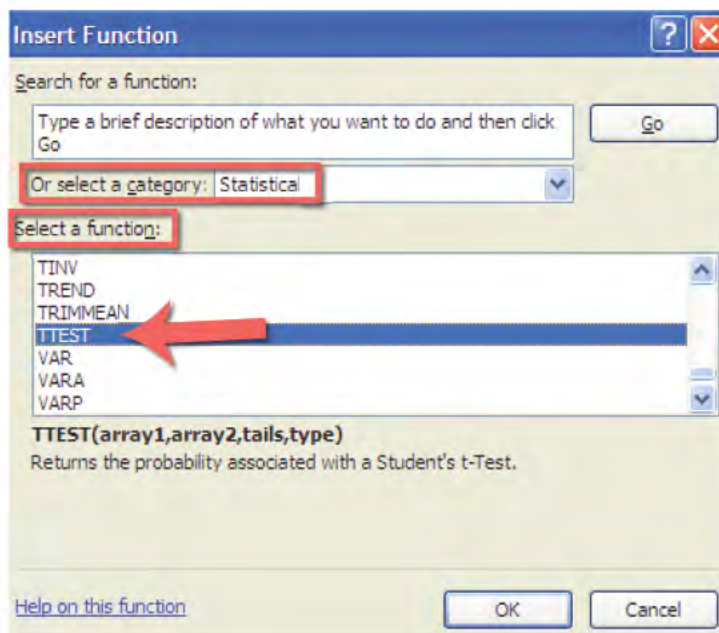 Insert Function
Search for a function:
Type a brief description of what you want to do and then click
Go
Go
Or select a category: Statistical
Select a function:
TINV
TREND
TRIMMEAN
TTEST
VAR
VARA
VARP
TTEST(array1,array2,tails,type)
Returns the probability associated with a Student's t-Test.
Help on this function
OK
Cancel